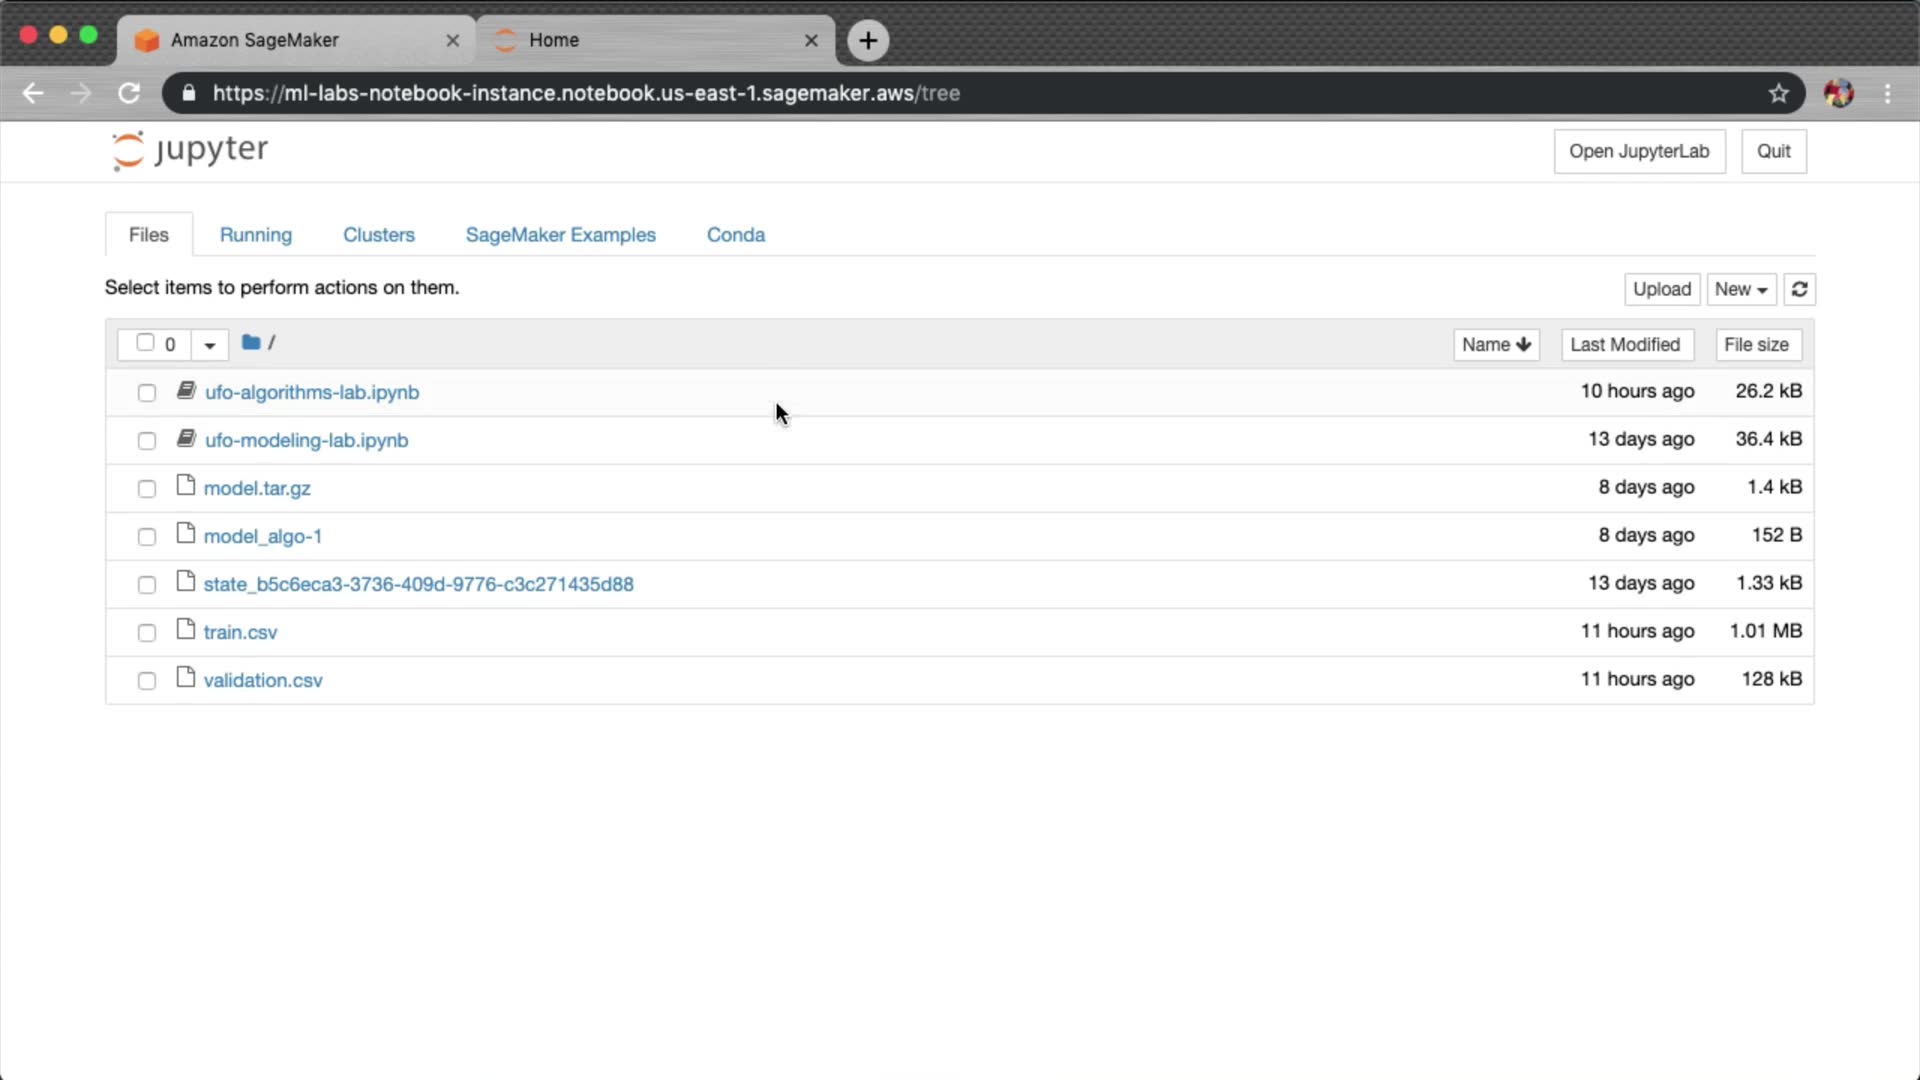 Amazon SageMaker
Home
https://ml-labs-notebook-instance.notebook.us-east-1.sagemaker.aws/tree
jupyter
Open JupyterLab
Quit
Files
Running
Clusters
SageMaker Examples
Conda
Select items to perform actions on them.
Upload
New
0
/
Name
Last Modified
File size
ufo-algorithms-lab.ipynb 10 hours ago 26.2 kB
ufo-modeling-lab.ipynb 13 days ago 36.4 kB
model.tar.gz 8 days ago 1.4 kB
model_algo-1 8 days ago 152 B
state_b5c6eca3-3736-409d-9776-c3c271435d88 13 days ago 1.33 kB
train.csv 11 hours ago 1.01 MB
validation.csv 11 hours ago 128 kB